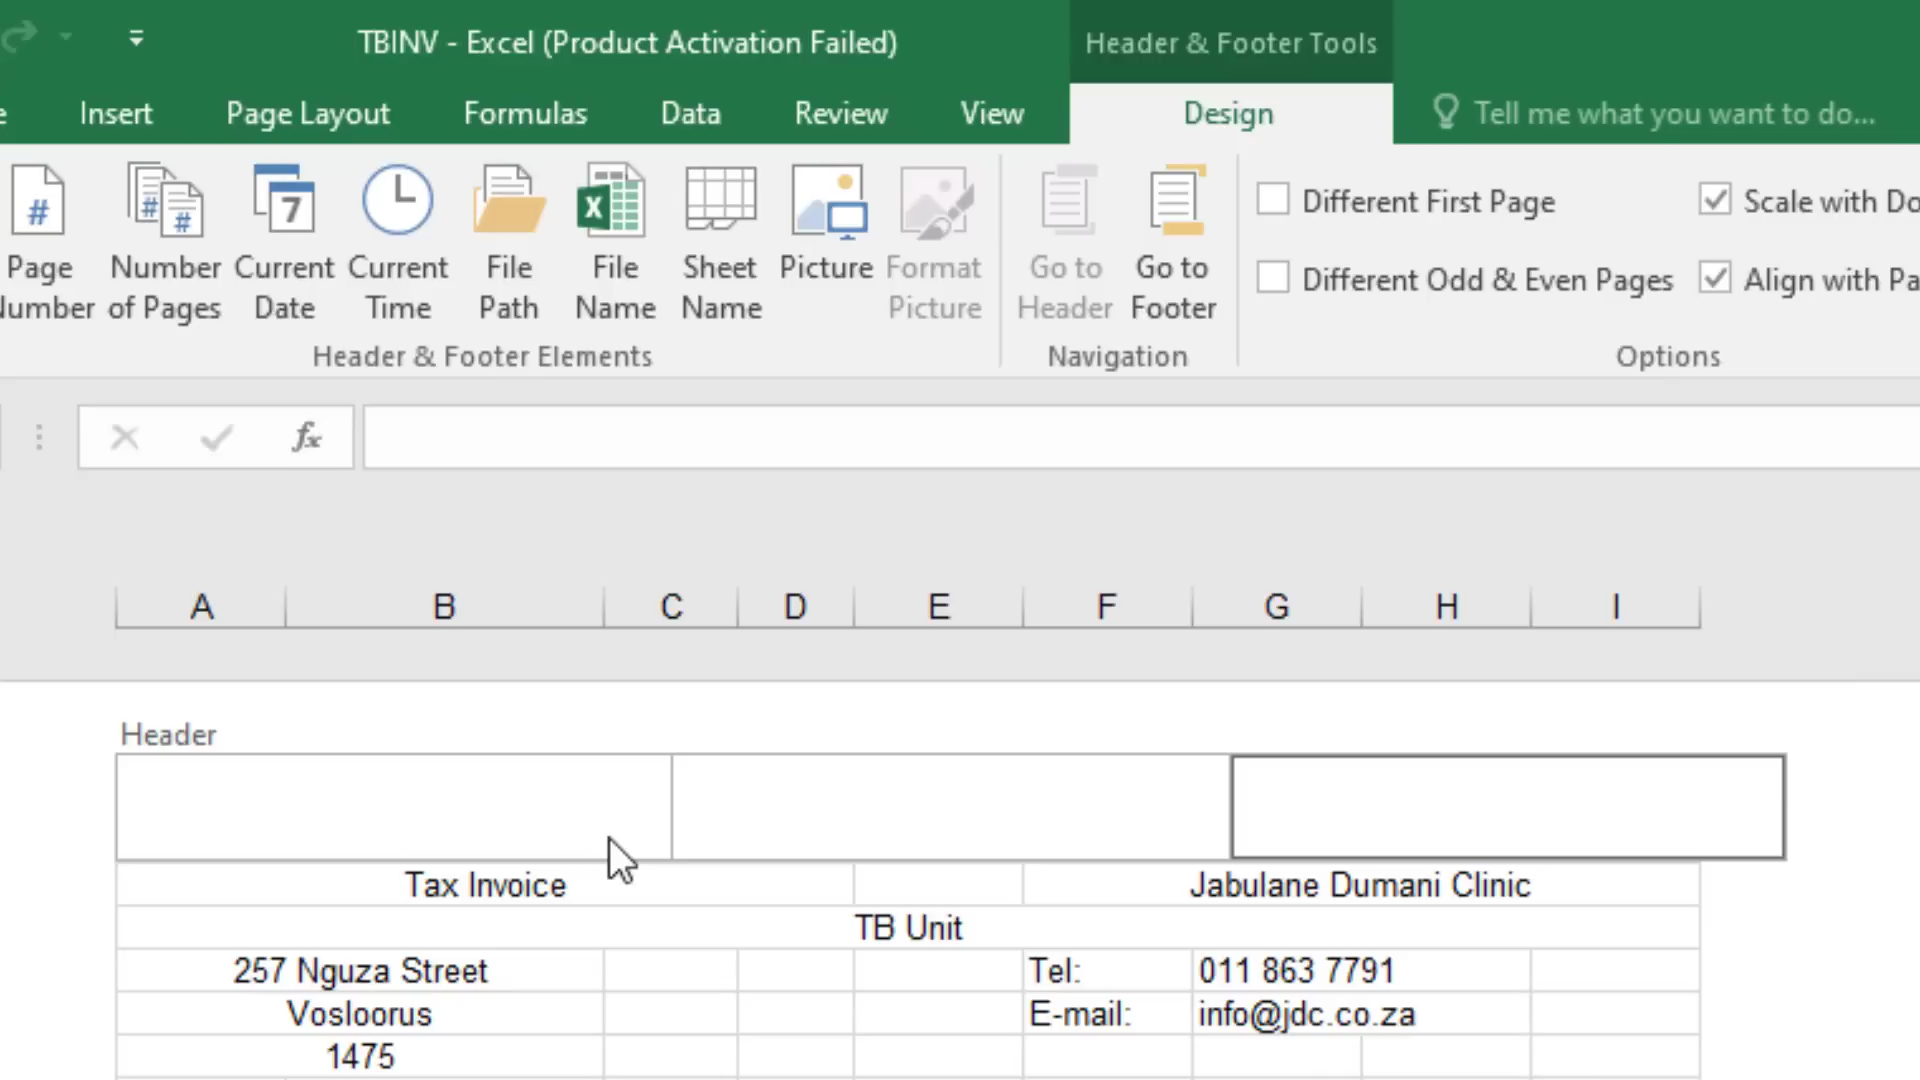 TBINV - Excel (Product Activation Failed)
Header & Footer Tools
Insert
Page Layout
Formulas
Data
Review
View
Design
Tell me what you want to do...
#
Page
Number
# #
Number
of Pages
7
Current
Date
Current
Time
File
Path
X
File
Name
Sheet
Name
Picture
Format
Picture
Go to
Header
Go to
Footer
Different First Page
Different Odd & Even Pages
Scale with Do
Align with Pa
Header & Footer Elements
Navigation
Options
fx
A B C D E F G H I
Header
Tax Invoice
Jabulane Dumani Clinic
TB Unit
257 Nguza Street
Tel:
011 863 7791
Vosloorus
E-mail:
info@jdc.co.za
1475